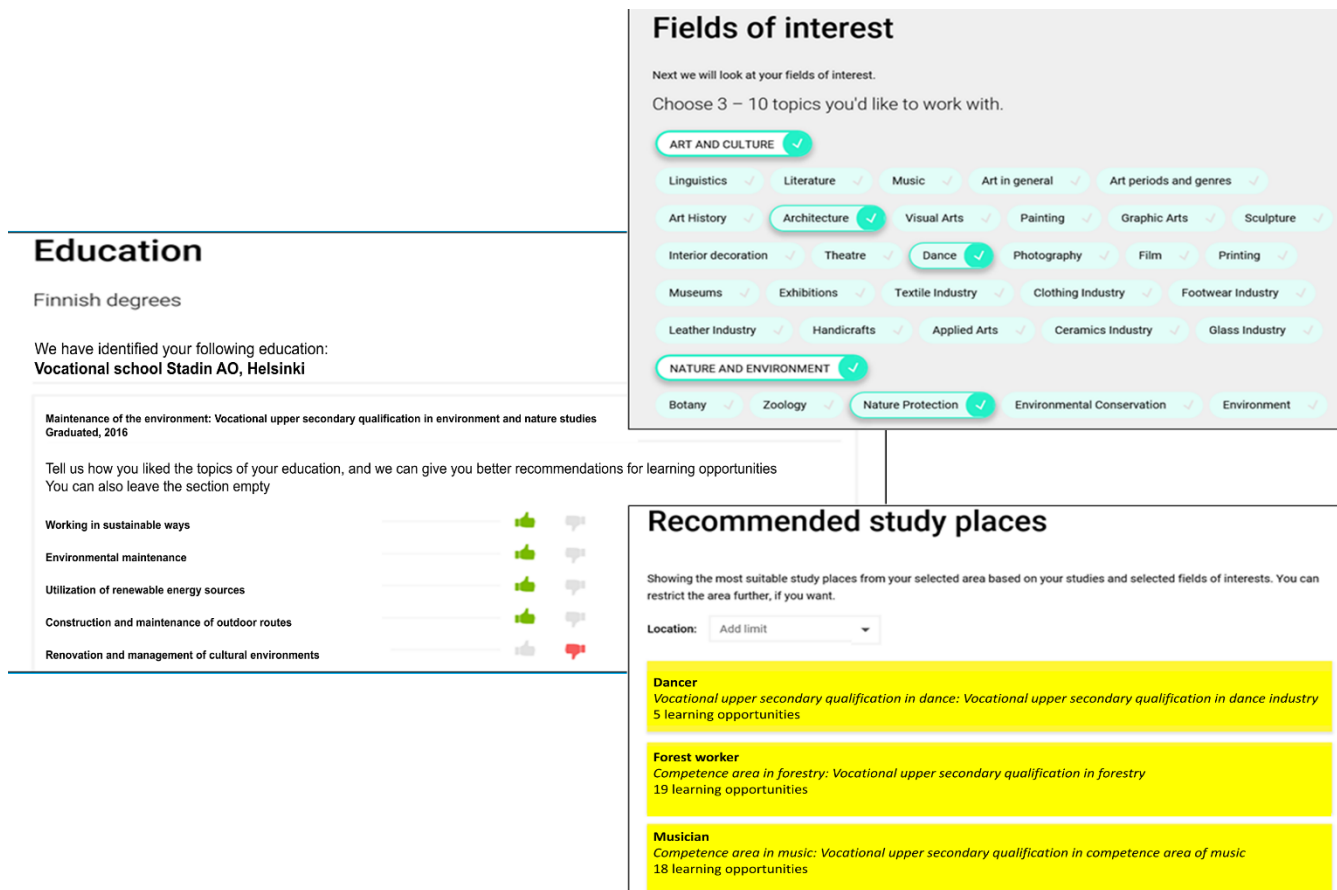 Fields of interest
Next we will look at your fields of interest.
Choose 3 – 10 topics you'd like to work with.
ART AND CULTURE
Linguistics Literature Music Art in general Art periods and genres
Art History Architecture Visual Arts Painting Graphic Arts Sculpture
Interior decoration Theatre Dance Photography Film Printing
Museums Exhibitions Textile Industry Clothing Industry Footwear Industry
Leather Industry Handicrafts Applied Arts Ceramics Industry Glass Industry
NATURE AND ENVIRONMENT
Botany Zoology Nature Protection Environmental Conservation Environment
Education
Finnish degrees
We have identified your following education:
Vocational school Stadin AO, Helsinki
Maintenance of the environment: Vocational upper secondary qualification in environment and nature studies
Graduated, 2016
Tell us how you liked the topics of your education, and we can give you better recommendations for learning opportunities
You can also leave the section empty
Working in sustainable ways
Environmental maintenance
Utilization of renewable energy sources
Construction and maintenance of outdoor routes
Renovation and management of cultural environments
Recommended study places
Showing the most suitable study places from your selected area based on your studies and selected fields of interests. You can
restrict the area further, if you want.
Location: Add limit
Dancer
Vocational upper secondary qualification in dance: Vocational upper secondary qualification in dance industry
5 learning opportunities
Forest worker
Competence area in forestry: Vocational upper secondary qualification in forestry
19 learning opportunities
Musician
Competence area in music: Vocational upper secondary qualification in competence area of music
18 learning opportunities